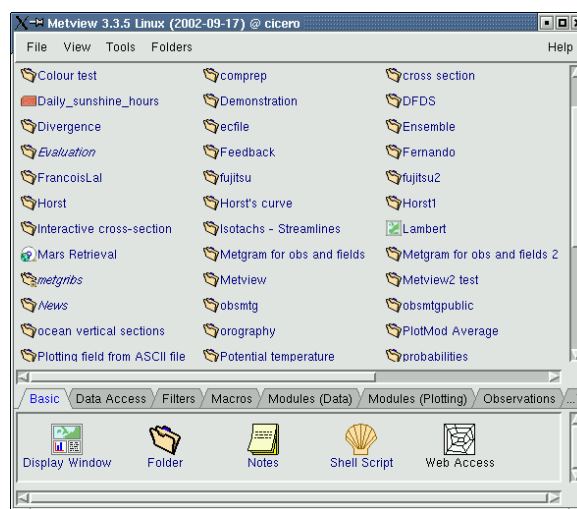 Metview 3.3.5 Linux (2002-09-17) @ cicero
File View Tools Folders Help
Colour test comprep cross section
Daily_sunshine_hours Demonstration DFDS
Divergence ecfile Ensemble
Evaluation Feedback Fernando
FrancoisLal fujitsu fujitsu2
Horst Horst's curve Horst1
Interactive cross-section Isotachs - Streamlines Lambert
Mars Retrieval Metgram for obs and fields Metgram for obs and fields 2
metgribs Metview Metview2 test
News obsmtg obsmtgpublic
ocean vertical sections orography PlotMod Average
Plotting field from ASCII file Potential temperature probabilities
Basic Data Access Filters Macros Modules (Data) Modules (Plotting) Observations ...
Display Window Folder Notes Shell Script Web Access